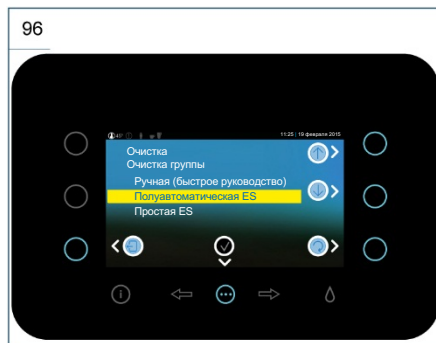 96
11:25 | 19 февраля 2015
Очистка
Очистка группы
Ручная (быстрое руководство)
Полуавтоматическая ES
Простая ES